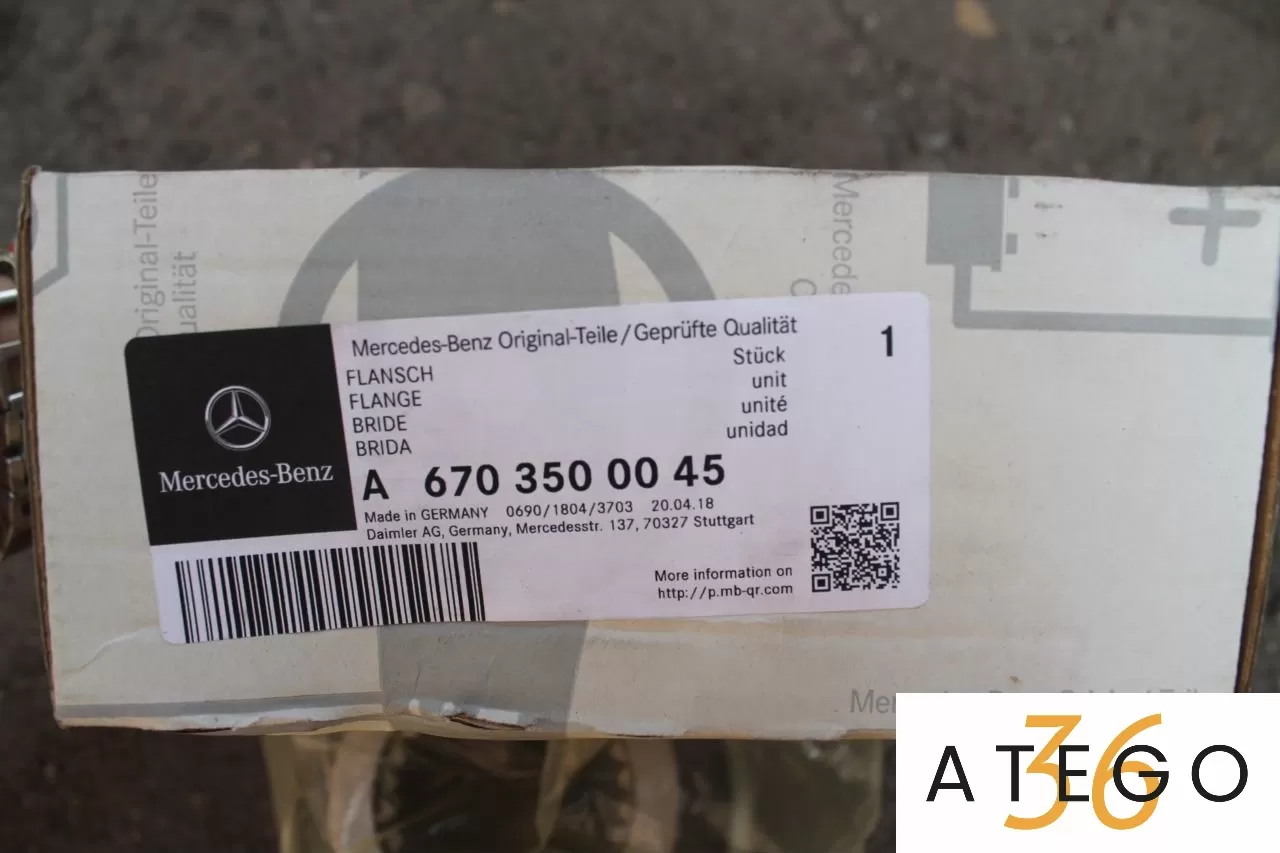 Original-Teile
Qualität
Mercedes-Benz Original-Teile / Geprüfte Qualität
1
FLANSCH
Stück
FLANGE
unit
BRIDE
unité
BRIDA
unidad
Mercedes-Benz
A 670 350 00 45
Made in GERMANY 0690/1804/3703 20.04.18
Daimler AG, Germany, Mercedesstr. 137, 70327 Stuttgart
More information on
http://p.mb-qr.com
ATEGO
36